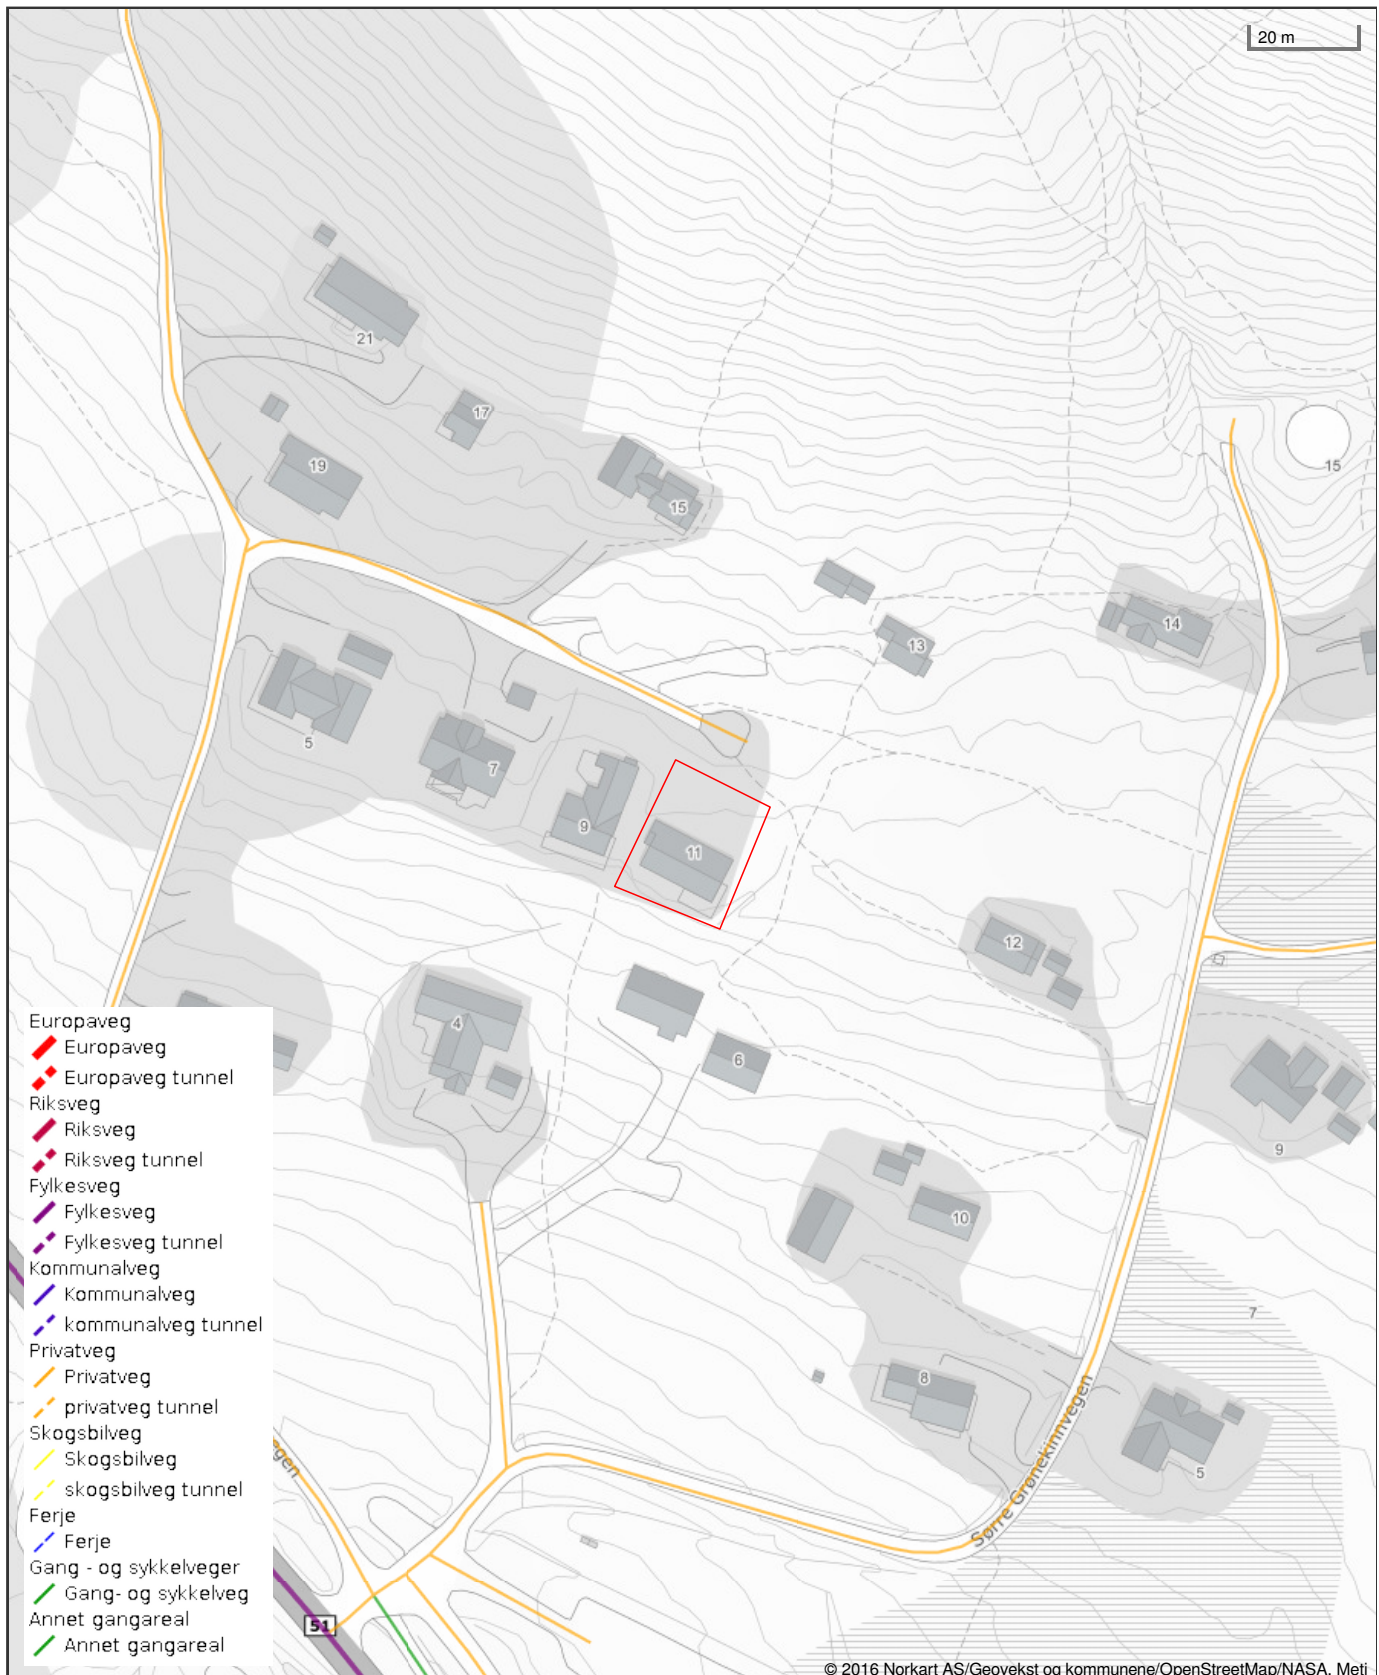 20 m
21
17
19
15
15
14
13
5
7
9
11
12
4
6
9
10
7
8
5
Sørre Grønekinnvegen
51
Europaveg
Europaveg
Europaveg tunnel
Riksveg
Riksveg
Riksveg tunnel
Fylkesveg
Fylkesveg
Fylkesveg tunnel
Kommunalveg
Kommunalveg
kommunalveg tunnel
Privatveg
Privatveg
privatveg tunnel
Skogsbilveg
Skogsbilveg
skogsbilveg tunnel
Ferje
Ferje
Gang - og sykkelveger
Gang- og sykkelveg
Annet gangareal
Annet gangareal
© 2016 Norkart AS/Geovekst og kommunene/OpenStreetMap/NASA, Meti